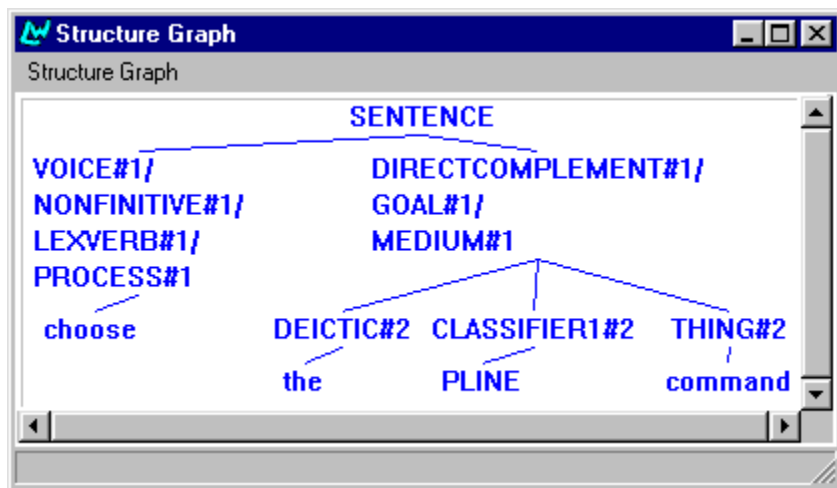 Structure Graph
Structure Graph
SENTENCE
VOICE#1/ DIRECTCOMPLEMENT#1/
NONFINITIVE#1/ GOAL#1/
LEXVERB#1/ MEDIUM#1
PROCESS#1
choose DEICTIC#2 CLASSIFIER1#2 THING#2
the PLINE command